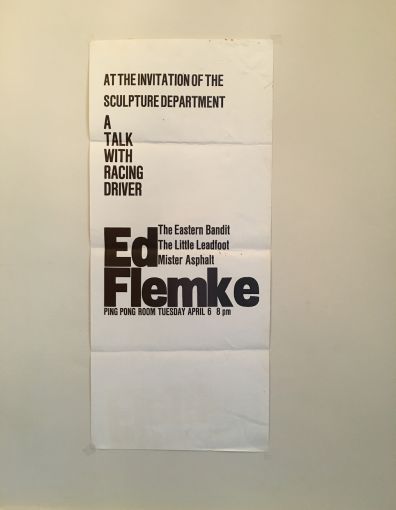 AT THE INVITATION OF THE
SCULPTURE DEPARTMENT
A
TALK
WITH
RACING
DRIVER
The Eastern Bandit
The Little Leadfoot
Mister Asphalt
Ed
Flemke
PING PONG ROOM TUESDAY APRIL 6 8 pm